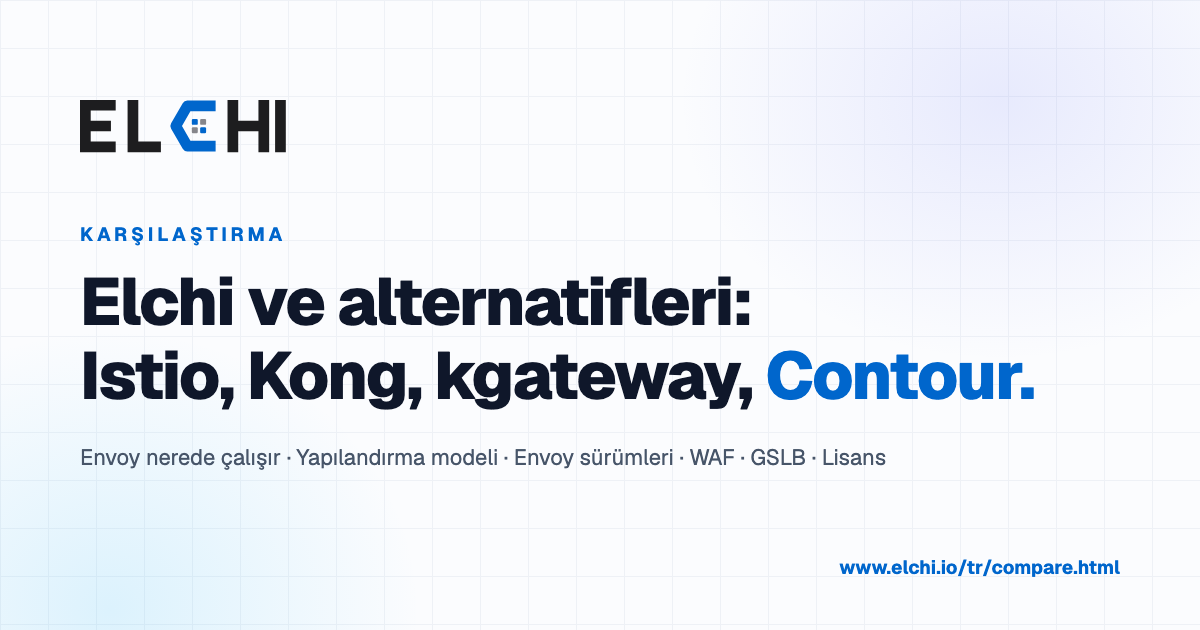 ELCHI
KARŞILAŞTIRMA
Elchi ve alternatifleri:
Istio, Kong, kgateway, Contour.
Envoy nerede çalışır · Yapılandırma modeli · Envoy sürümleri · WAF · GSLB · Lisans
www.elchi.io/tr/compare.html